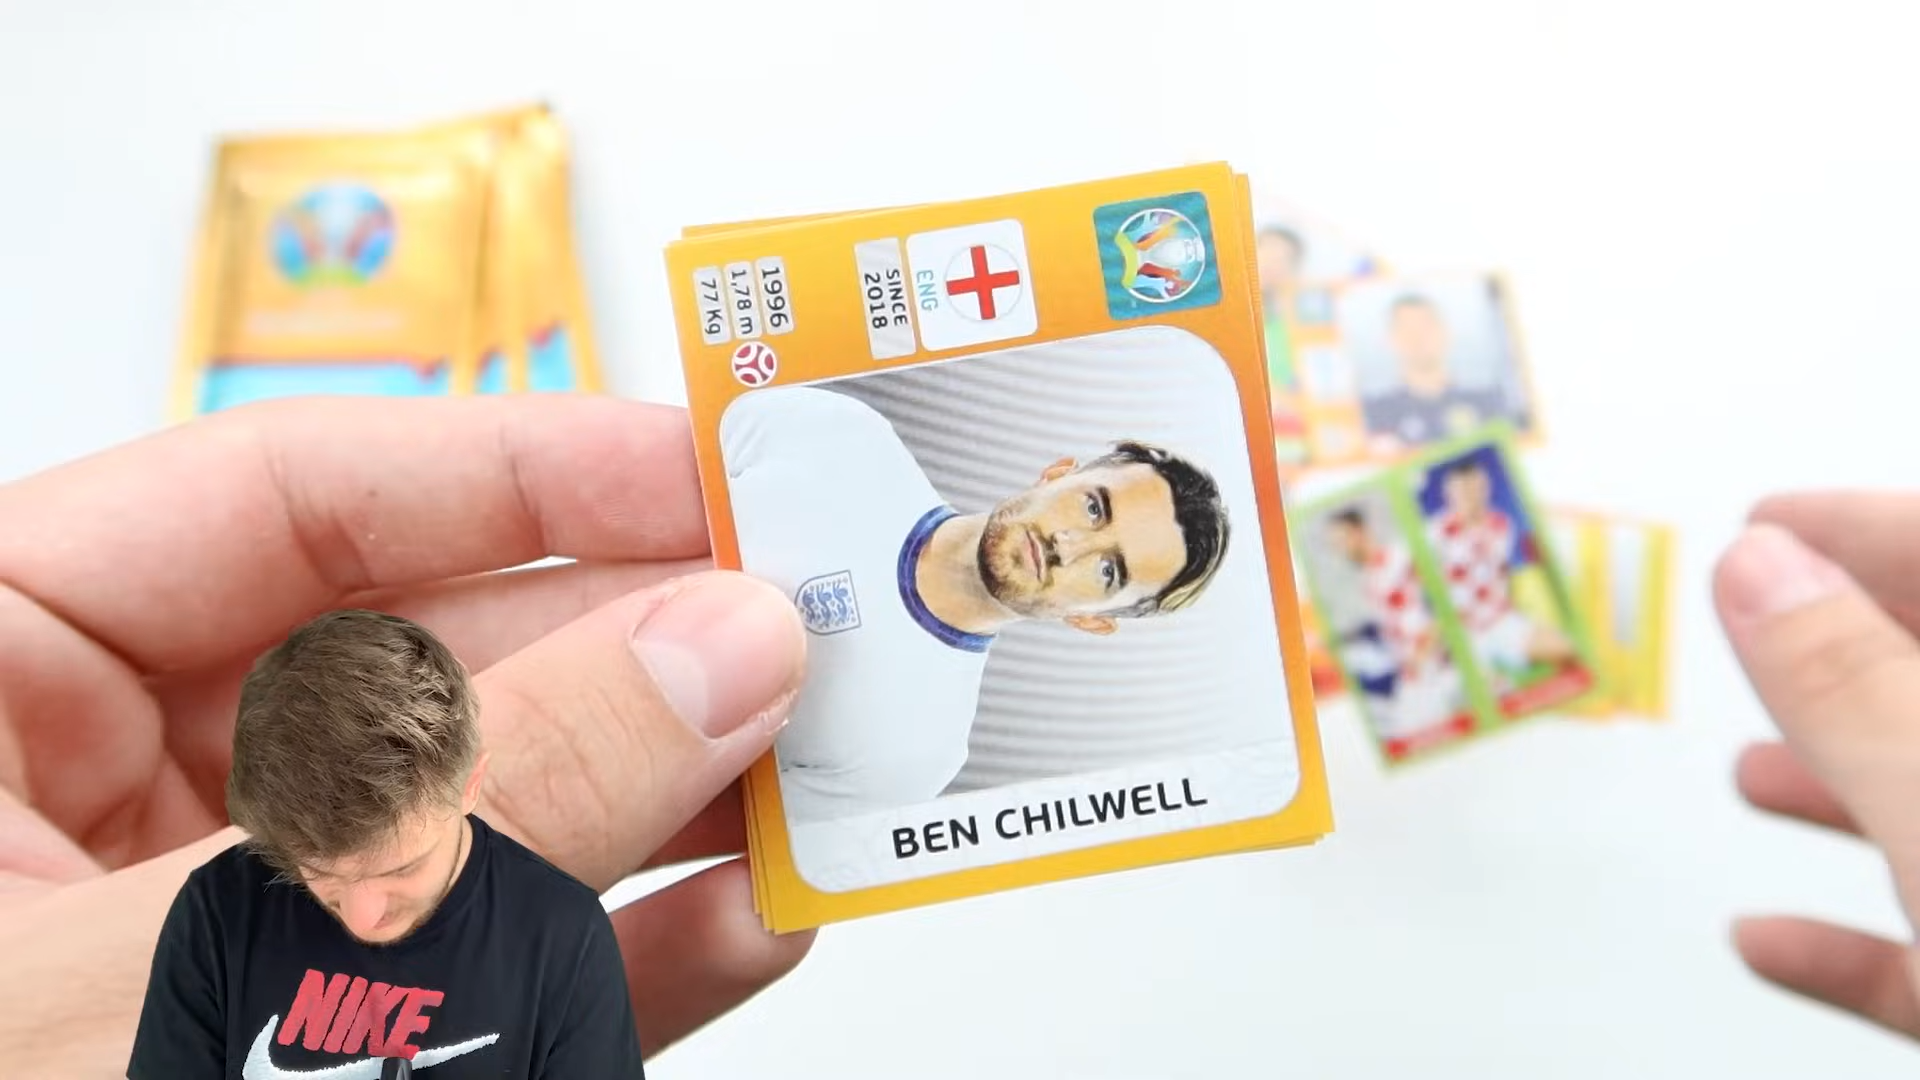 1996
1,78 m
77 Kg
SINCE
2018
ENG
BEN CHILWELL
NIKE